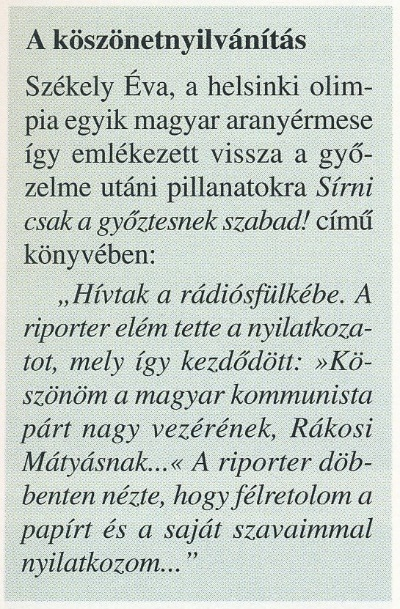 A köszönetnyilvánítás
Székely Éva, a helsinki olim-
pia egyik magyar aranyérmese
így emlékezett vissza a győ-
zelme utáni pillanatokra Sírni
csak a győztesnek szabad! című
könyvében:
„Hívtak a rádiósfülkébe. A
riporter elém tette a nyilatkoza-
tot, mely így kezdődött: »Kö-
szönöm a magyar kommunista
párt nagy vezérének, Rákosi
Mátyásnak...« A riporter döb-
benten nézte, hogy félretolom a
papírt és a saját szavaimmal
nyilatkozom...”